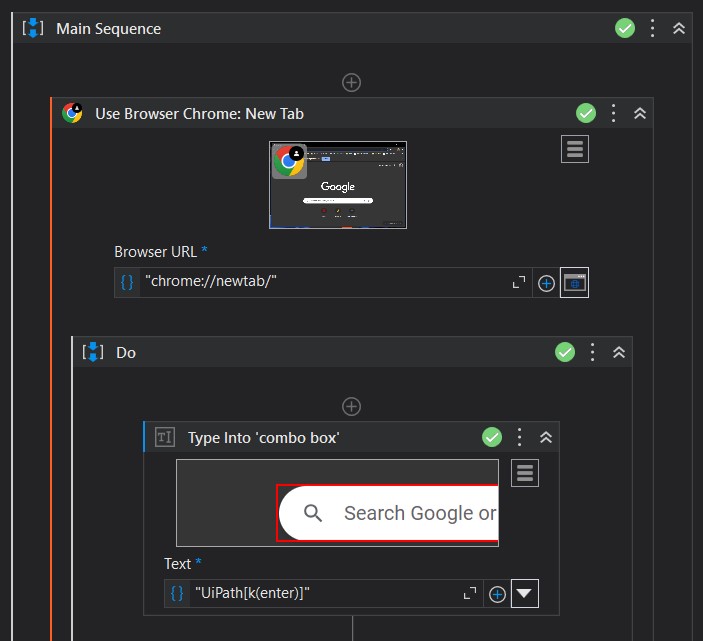 Main Sequence
Use Browser Chrome: New Tab
Google
Browser URL *
"chrome://newtab/"
Do
Type Into 'combo box'
Search Google or
Text *
"UiPath[k(enter)]"